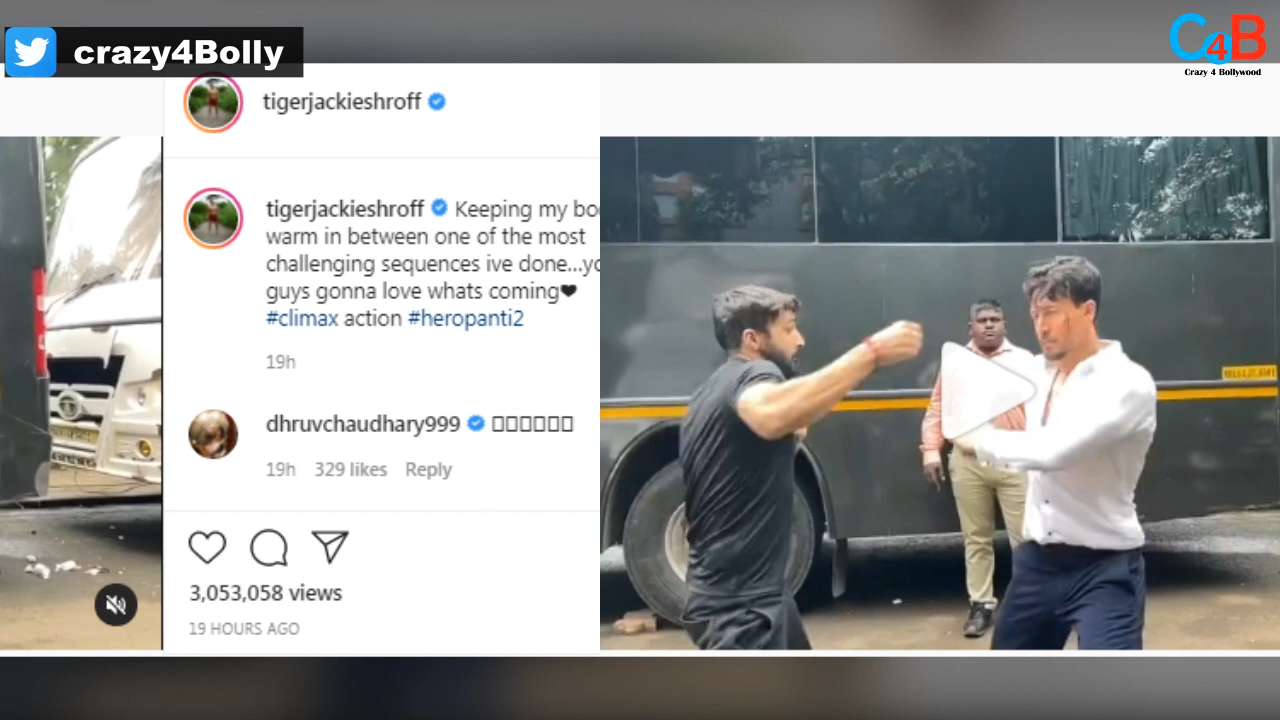 crazy4Bolly
C4B
Crazy 4 Bollywood
tigerjackieshroff
tigerjackieshroff Keeping my bo
warm in between one of the most
challenging sequences ive done...yo
guys gonna love whats coming❤
#climax action #heropanti2
19h
dhruvchaudhary999 □□□□□□
19h 329 likes Reply
3,053,058 views
19 HOURS AGO